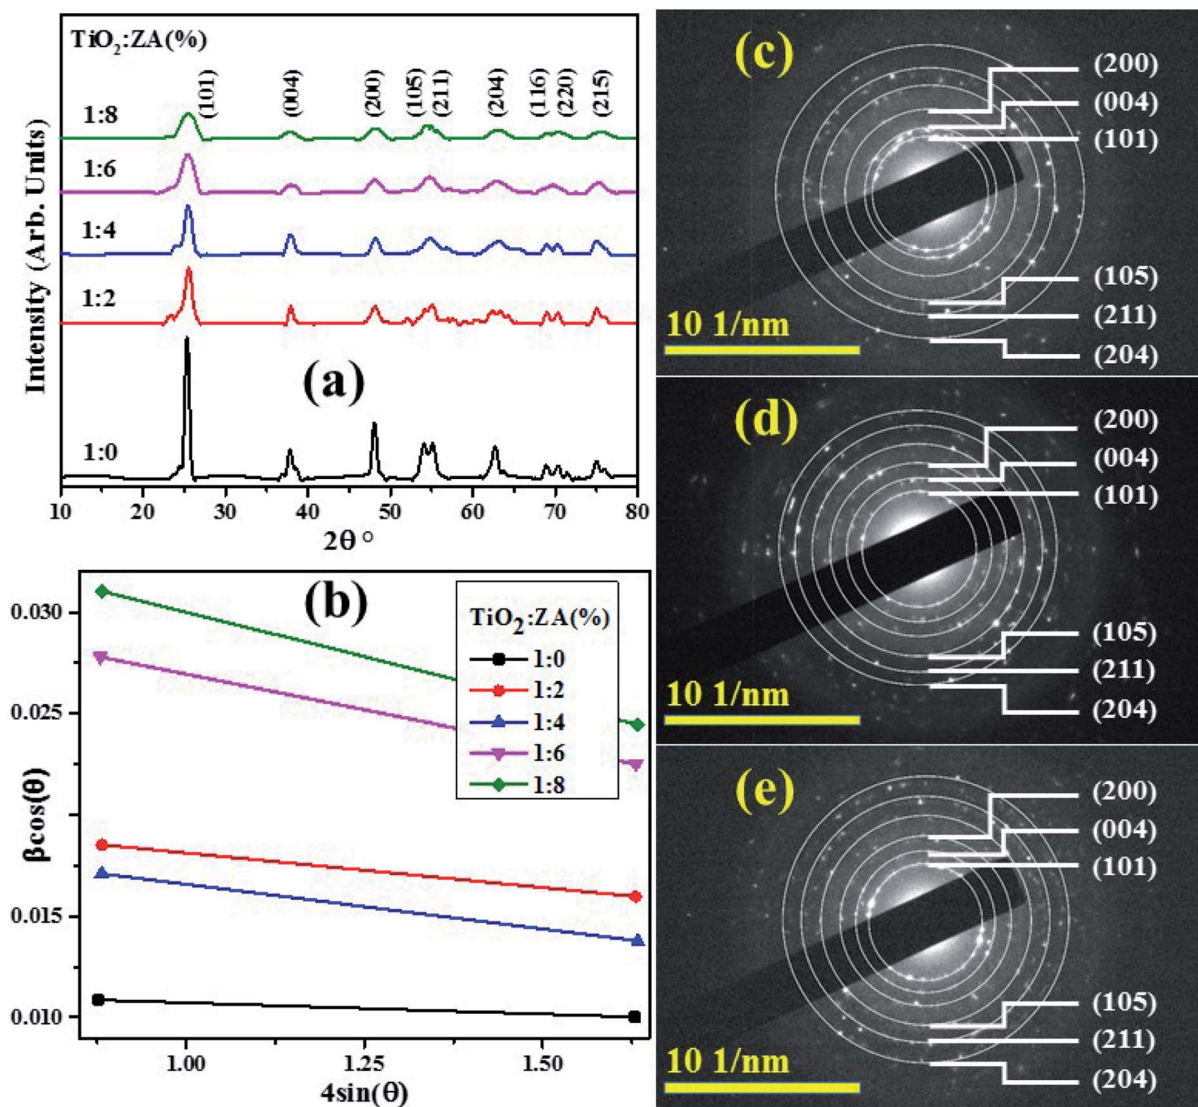 TiO2:ZA(%)
(101)
(004)
(200)
(105)
(211)
(204)
(116)
(220)
(215)
1:8
1:6
1:4
1:2
1:0
(a)
Intensity (Arb. Units)
10 20 30 40 50 60 70 80
2θ °
(b)
TiO2:ZA(%)
1:0
1:2
1:4
1:6
1:8
0.030
0.025
0.015
0.010
βcos(θ)
1.00 1.25 1.50
4sin(θ)
(c)
(200)
(004)
(101)
(105)
(211)
(204)
10 1/nm
(d)
(200)
(004)
(101)
(105)
(211)
(204)
10 1/nm
(e)
(200)
(004)
(101)
(105)
(211)
(204)
10 1/nm